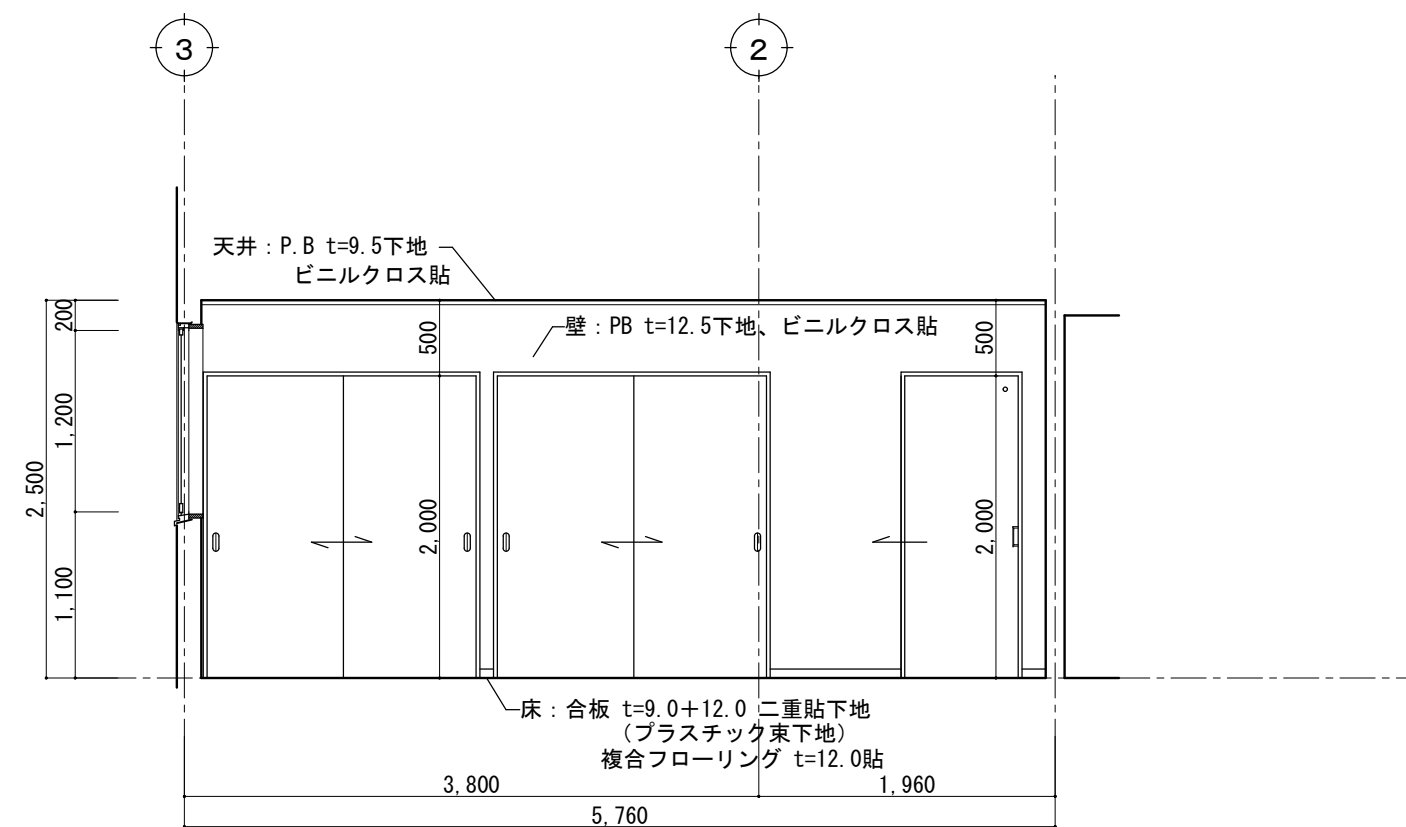 3
2
天井：P.B t=9.5下地
ビニルクロス貼
200
500
壁：PB t=12.5下地、ビニルクロス貼
500
1,200
2,500
2,000
2,000
1,100
床：合板 t=9.0＋12.0 二重貼下地
（プラスチック束下地）
複合フローリング t=12.0貼
3,800
1,960
5,760